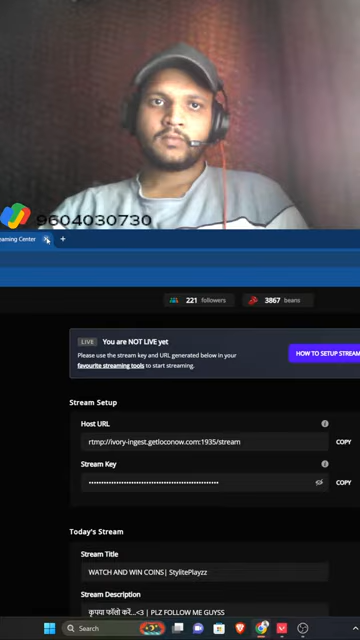 9604030730
eaming Center
221 followers
3867 beans
LIVE You are NOT LIVE yet
Please use the stream key and URL generated below in your
favourite streaming tools to start streaming.
HOW TO SETUP STREAM
Stream Setup
Host URL
rtmp://ivory-ingest.getloconow.com:1935/stream
COPY
Stream Key
••••••••••••••••••••••••••••••••••••••••••••
COPY
Today's Stream
Stream Title
WATCH AND WIN COINS| StylitePlayzz
Stream Description
कृपया फॉलो करें...<3 | PLZ FOLLOW ME GUYSS
Search